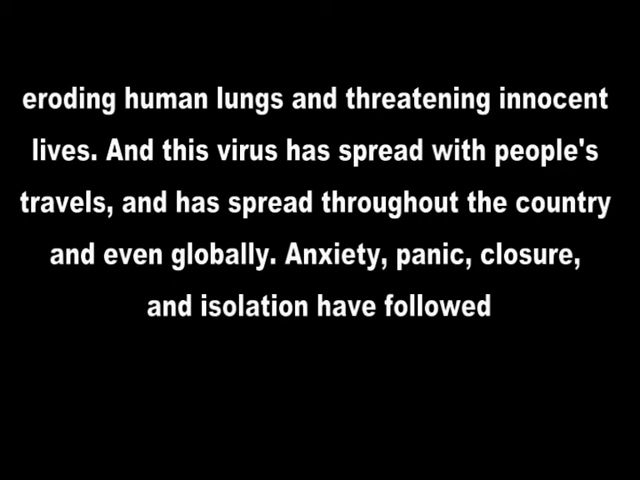 eroding human lungs and threatening innocent
lives. And this virus has spread with people's
travels, and has spread throughout the country
and even globally. Anxiety, panic, closure,
and isolation have followed